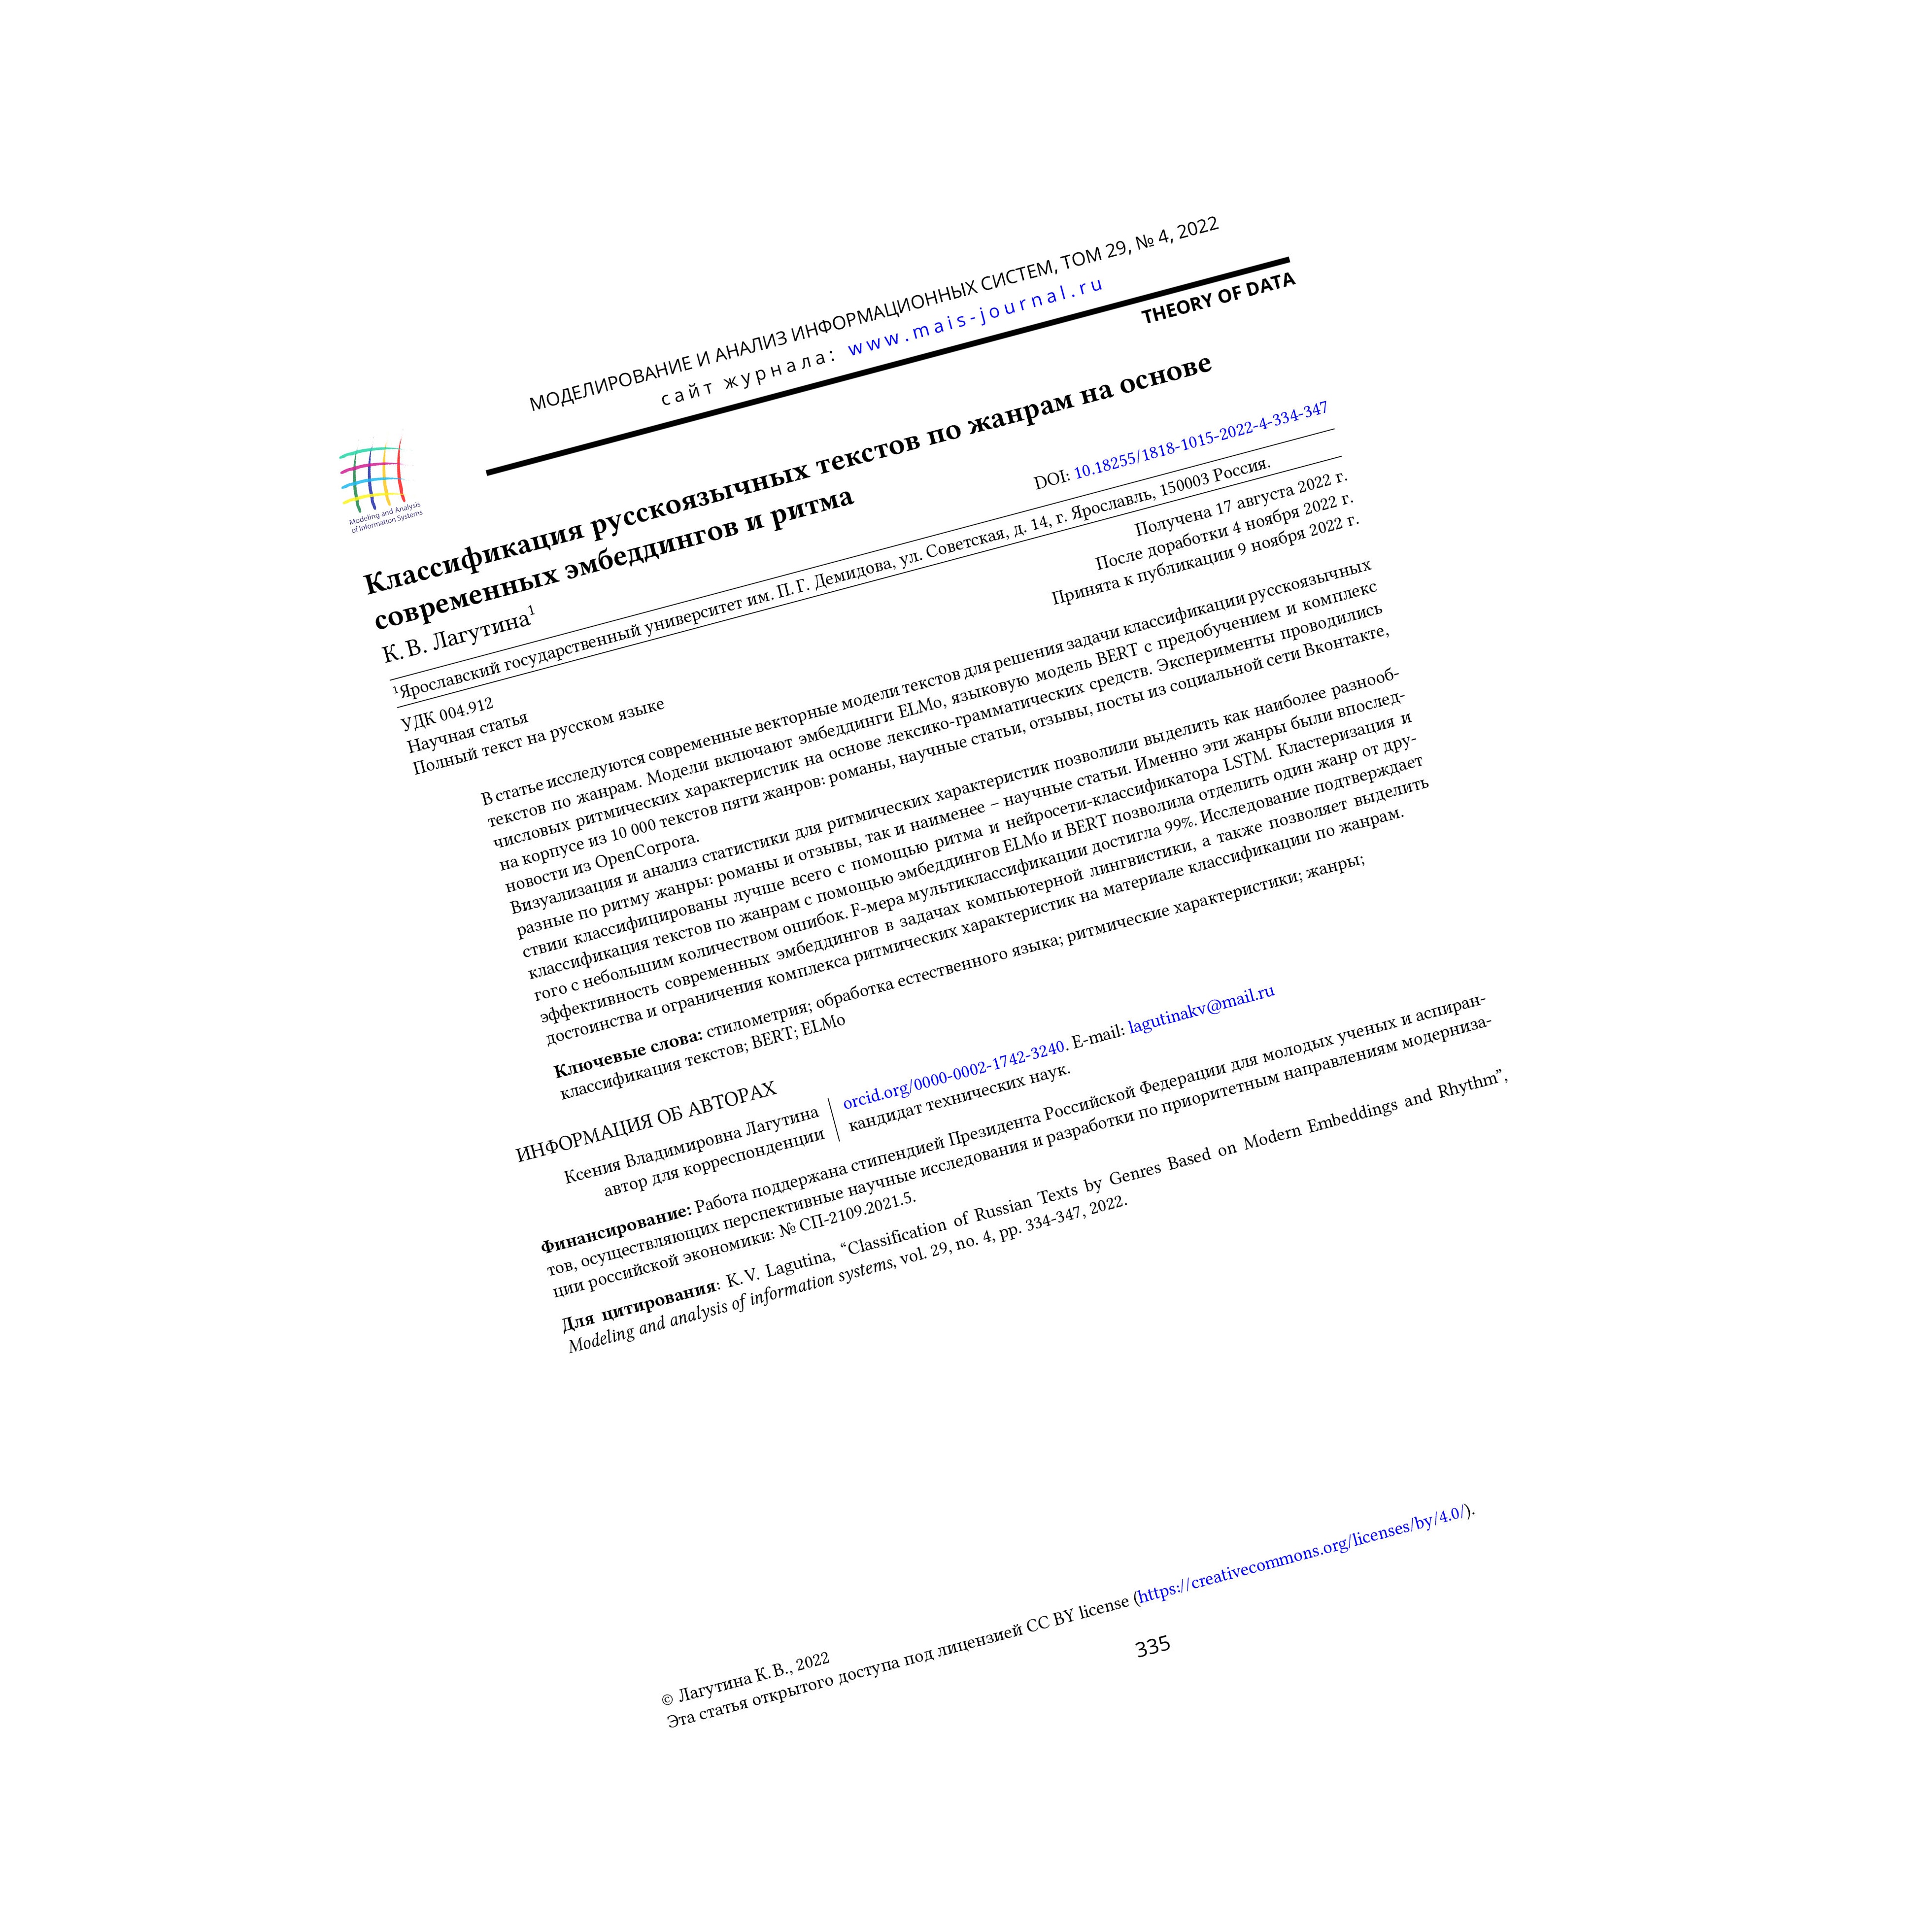 МОДЕЛИРОВАНИЕ И АНАЛИЗ ИНФОРМАЦИОННЫХ СИСТЕМ, ТОМ 29, № 4, 2022
сайт журнала: www.mais-journal.ru
THEORY OF DATA
Modeling and Analysis
of Information Systems
Классификация русскоязычных текстов по жанрам на основе
современных эмбеддингов и ритма
К. В. Лагутина¹
DOI: 10.18255/1818-1015-2022-4-334-347
¹Ярославский государственный университет им. П. Г. Демидова, ул. Советская, д. 14, г. Ярославль, 150003 Россия.
УДК 004.912
Научная статья
Полный текст на русском языке
Получена 17 августа 2022 г.
После доработки 4 ноября 2022 г.
Принята к публикации 9 ноября 2022 г.
В статье исследуются современные векторные модели текстов для решения задачи классификации русскоязычных
текстов по жанрам. Модели включают эмбеддинги ELMo, языковую модель BERT с предобучением и комплекс
числовых ритмических характеристик на основе лексико-грамматических средств. Эксперименты проводились
на корпусе из 10 000 текстов пяти жанров: романы, научные статьи, отзывы, посты из социальной сети Вконтакте,
новости из OpenCorpora.
Визуализация и анализ статистики для ритмических характеристик позволили выделить как наиболее разнооб-
разные по ритму жанры: романы и отзывы, так и наименее – научные статьи. Именно эти жанры были впослед-
ствии классифицированы лучше всего с помощью ритма и нейросети-классификатора LSTM. Кластеризация и
классификация текстов по жанрам с помощью эмбеддингов ELMo и BERT позволила отделить один жанр от дру-
гого с небольшим количеством ошибок. F-мера мультиклассификации достигла 99%. Исследование подтверждает
эффективность современных эмбеддингов в задачах компьютерной лингвистики, а также позволяет выделить
достоинства и ограничения комплекса ритмических характеристик на материале классификации по жанрам.
Ключевые слова: стилометрия; обработка естественного языка; ритмические характеристики; жанры;
классификация текстов; BERT; ELMo
ИНФОРМАЦИЯ ОБ АВТОРАХ
Ксения Владимировна Лагутина
автор для корреспонденции
orcid.org/0000-0002-1742-3240. E-mail: lagutinakv@mail.ru
кандидат технических наук.
Финансирование: Работа поддержана стипендией Президента Российской Федерации для молодых ученых и аспиран-
тов, осуществляющих перспективные научные исследования и разработки по приоритетным направлениям модерниза-
ции российской экономики: № СП-2109.2021.5.
Для цитирования: K. V. Lagutina, “Classification of Russian Texts by Genres Based on Modern Embeddings and Rhythm”,
Modeling and analysis of information systems, vol. 29, no. 4, pp. 334-347, 2022.
© Лагутина К. В., 2022
Эта статья открытого доступа под лицензией CC BY license (https://creativecommons.org/licenses/by/4.0/).
335